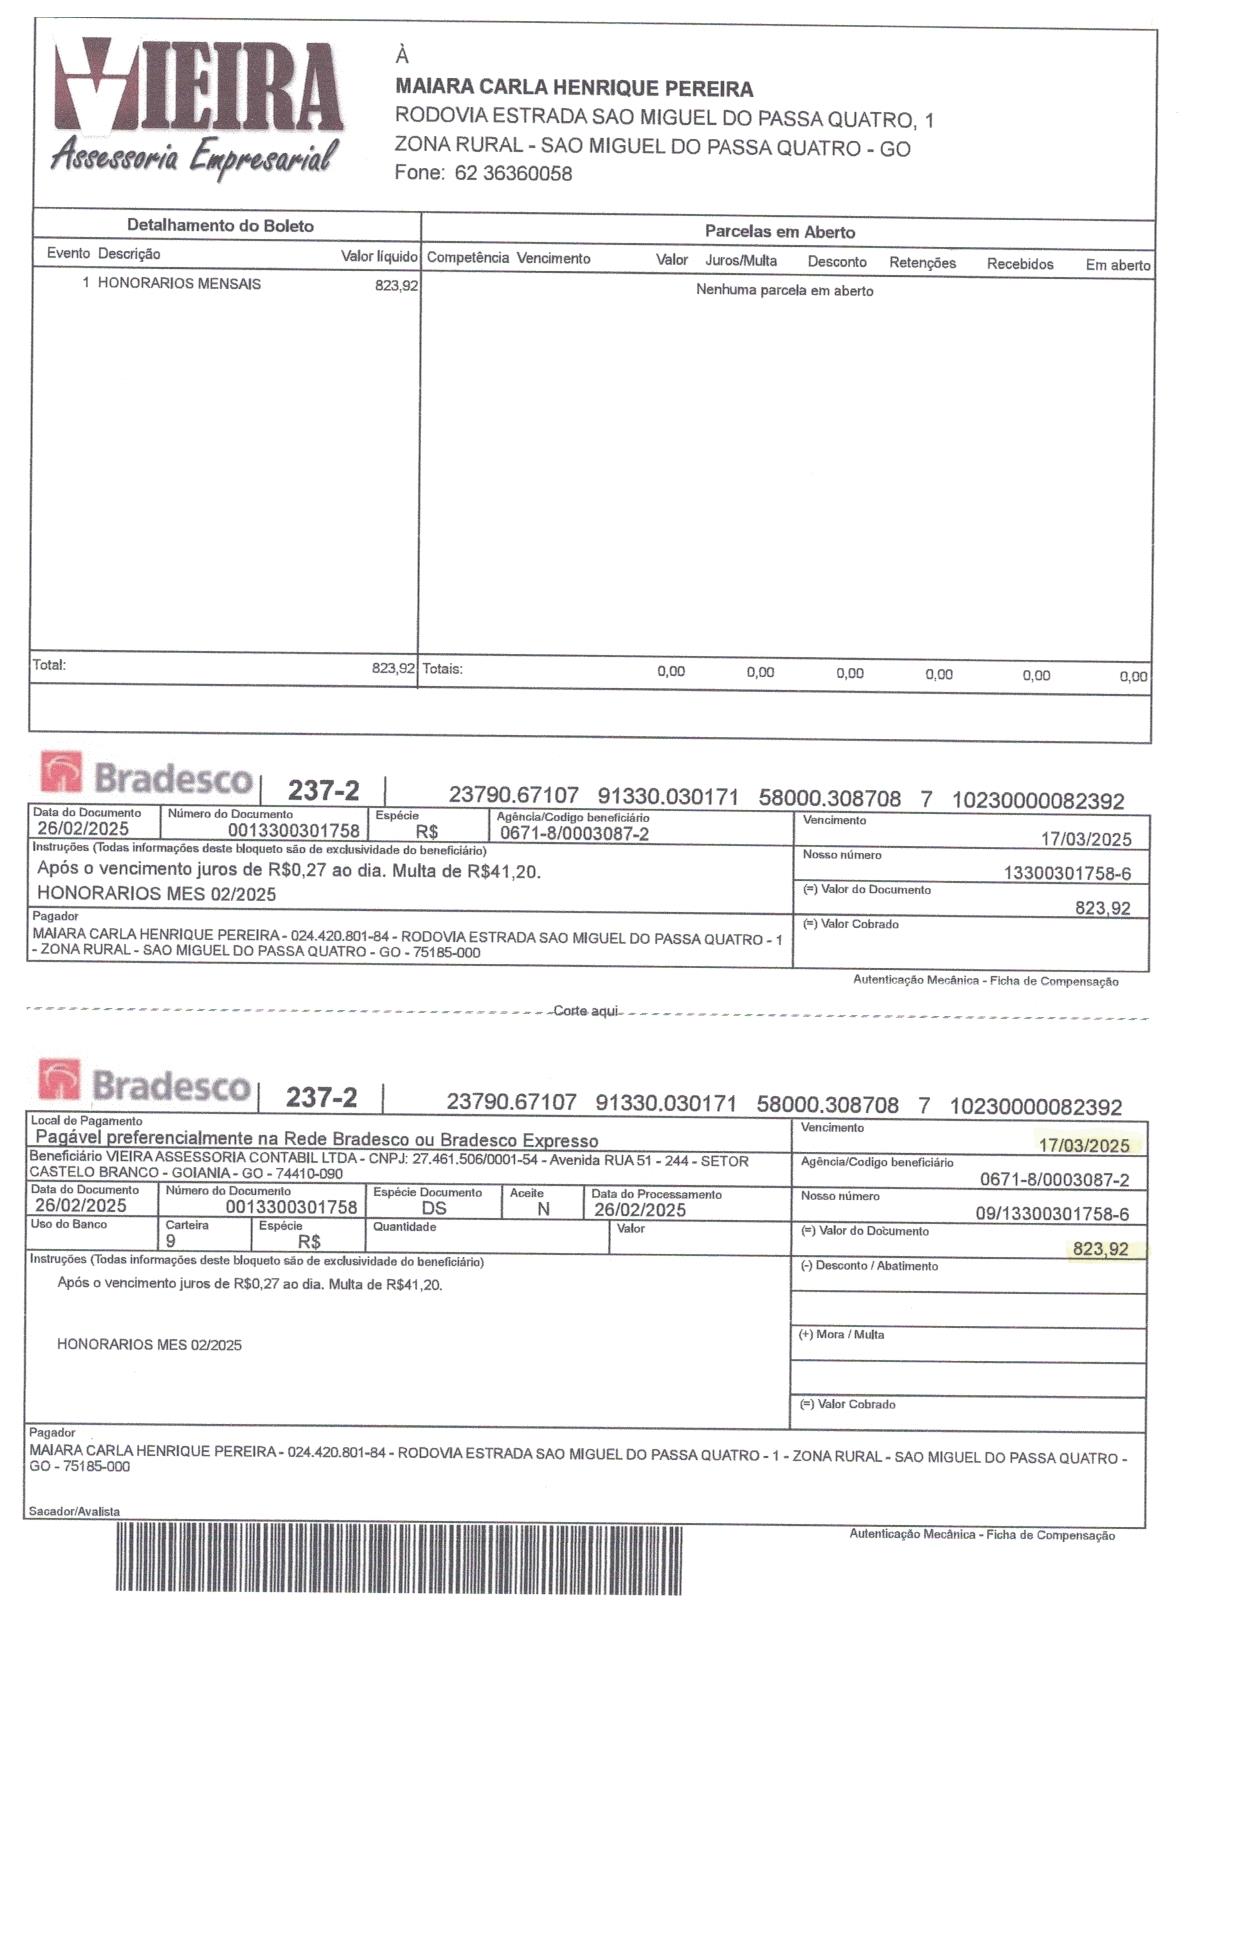 VIEIRA
Assessoria Empresarial
À
MAIARA CARLA HENRIQUE PEREIRA
RODOVIA ESTRADA SAO MIGUEL DO PASSA QUATRO, 1
ZONA RURAL - SAO MIGUEL DO PASSA QUATRO - GO
Fone: 62 36360058
Detalhamento do Boleto
Parcelas em Aberto
Evento Descrição Valor líquido Competência Vencimento Valor Juros/Multa Desconto Retenções Recebidos Em aberto
1 HONORARIOS MENSAIS 823,92
Nenhuma parcela em aberto
Total: 823,92 Totais: 0,00 0,00 0,00 0,00 0,00 0,00
Bradesco 237-2 23790.67107 91330.030171 58000.308708 7 10230000082392
Data do Documento Número do Documento Espécie Agência/Codigo beneficiário Vencimento
26/02/2025 0013300301758 R$ 0671-8/0003087-2 17/03/2025
Instruções (Todas informações deste bloqueto são de exclusividade do beneficiário) Nosso número
Após o vencimento juros de R$0,27 ao dia. Multa de R$41,20. 13300301758-6
HONORARIOS MES 02/2025 (=) Valor do Documento
823,92
Pagador (=) Valor Cobrado
MAIARA CARLA HENRIQUE PEREIRA - 024.420.801-84 - RODOVIA ESTRADA SAO MIGUEL DO PASSA QUATRO - 1
- ZONA RURAL - SAO MIGUEL DO PASSA QUATRO - GO - 75185-000
Autenticação Mecânica - Ficha de Compensação
Corte aqui
Bradesco 237-2 23790.67107 91330.030171 58000.308708 7 10230000082392
Local de Pagamento Vencimento
Pagável preferencialmente na Rede Bradesco ou Bradesco Expresso 17/03/2025
Beneficiário VIEIRA ASSESSORIA CONTABIL LTDA - CNPJ: 27.461.506/0001-54 - Avenida RUA 51 - 244 - SETOR Agência/Codigo beneficiário
CASTELO BRANCO - GOIANIA - GO - 74410-090 0671-8/0003087-2
Data do Documento Número do Documento Espécie Documento Aceite Data do Processamento Nosso número
26/02/2025 0013300301758 DS N 26/02/2025 09/13300301758-6
Uso do Banco Carteira Espécie Quantidade Valor (=) Valor do Documento
9 R$ 823,92
Instruções (Todas informações deste bloqueto são de exclusividade do beneficiário) (-) Desconto / Abatimento
Após o vencimento juros de R$0,27 ao dia. Multa de R$41,20.
(+) Mora / Multa
HONORARIOS MES 02/2025
(=) Valor Cobrado
Pagador
MAIARA CARLA HENRIQUE PEREIRA - 024.420.801-84 - RODOVIA ESTRADA SAO MIGUEL DO PASSA QUATRO - 1 - ZONA RURAL - SAO MIGUEL DO PASSA QUATRO -
GO - 75185-000
Sacador/Avalista
Autenticação Mecânica - Ficha de Compensação